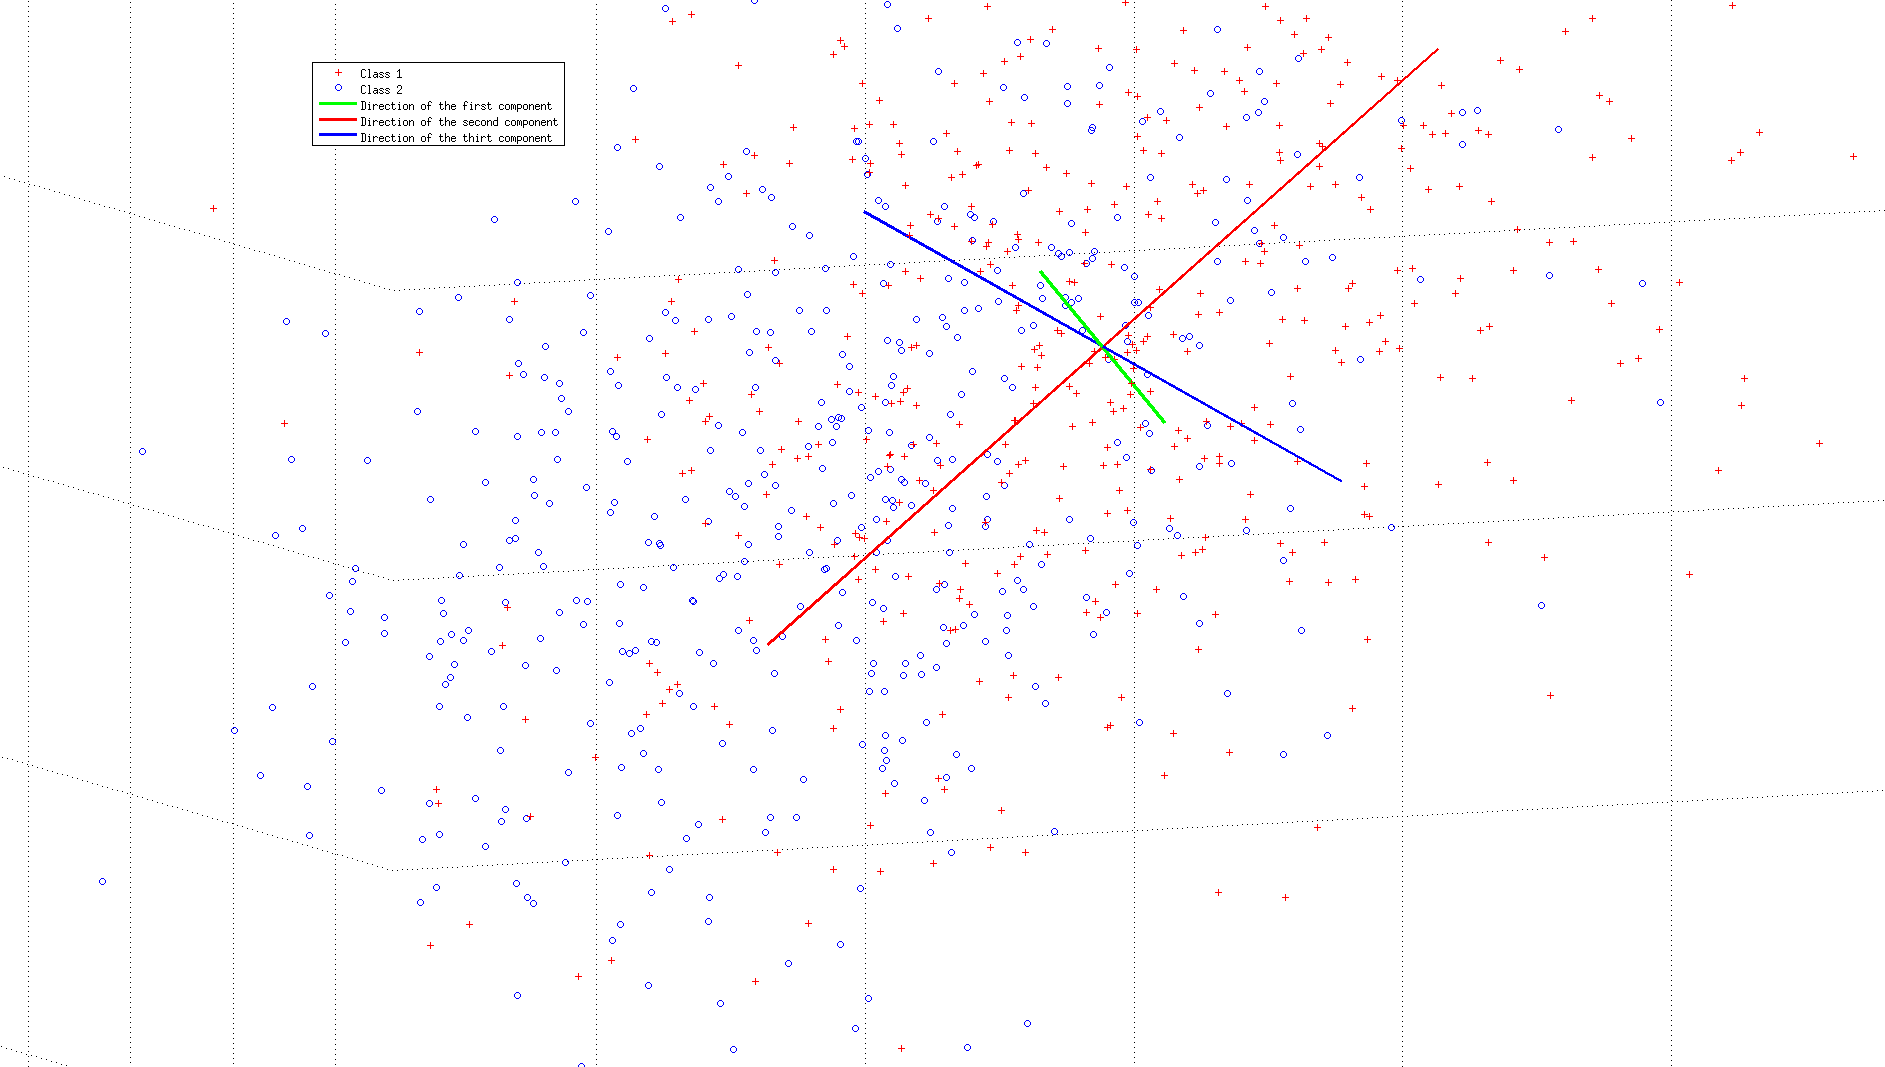 Class 1
Class 2
Direction of the first component
Direction of the second component
Direction of the thirt component